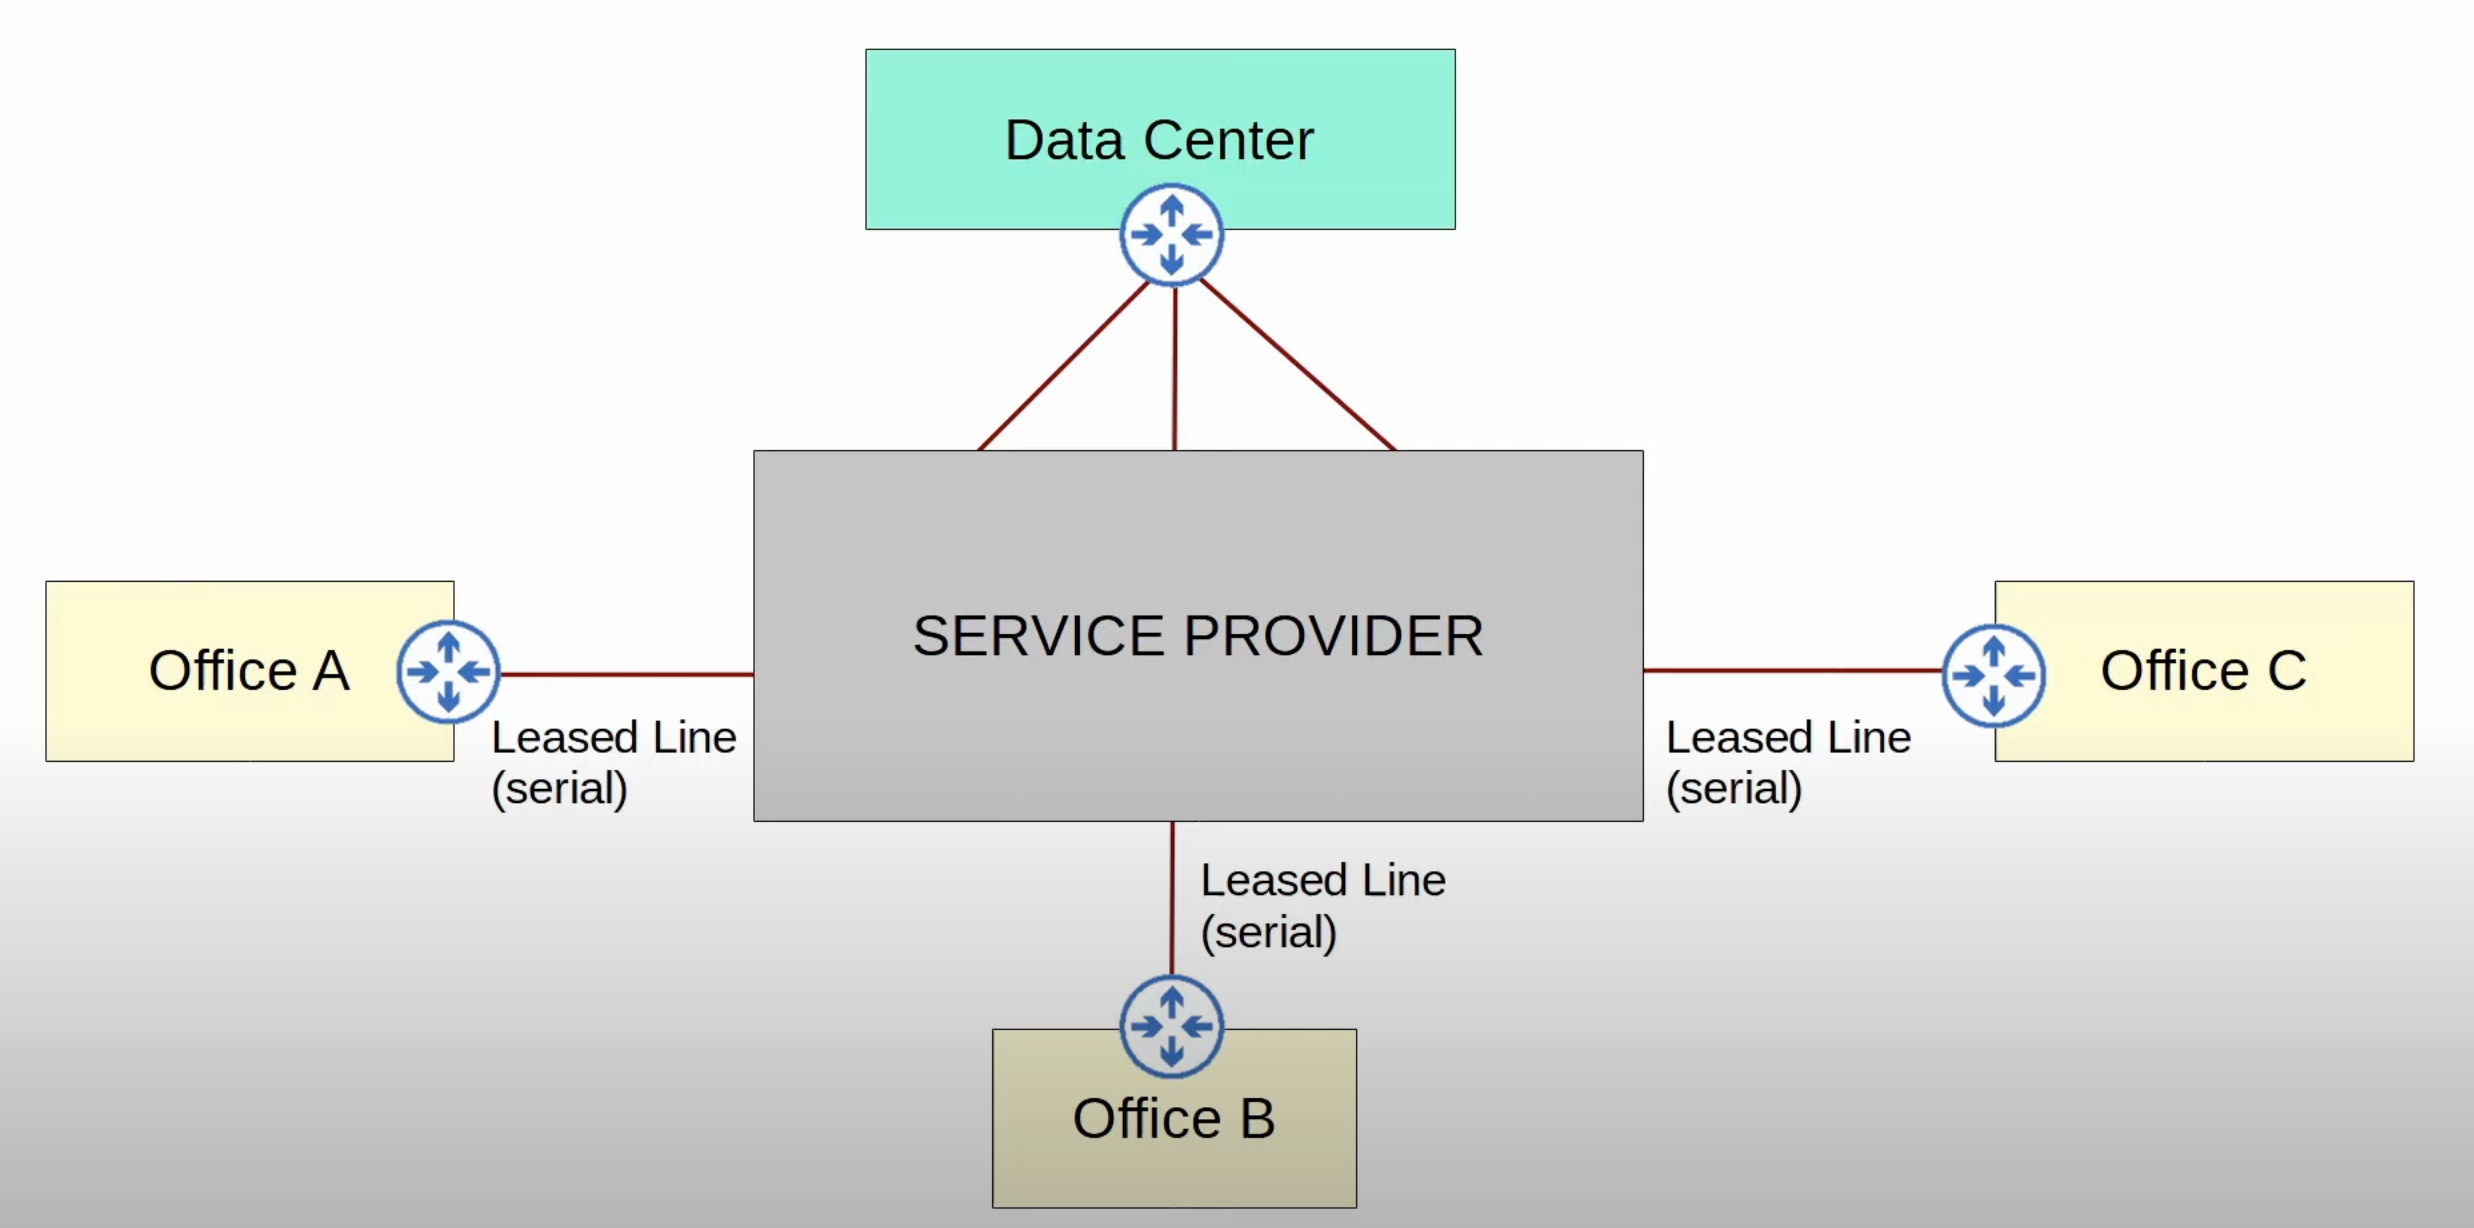 Data Center
SERVICE PROVIDER
Office A
Office C
Leased Line
(serial)
Leased Line
(serial)
Leased Line
(serial)
Office B